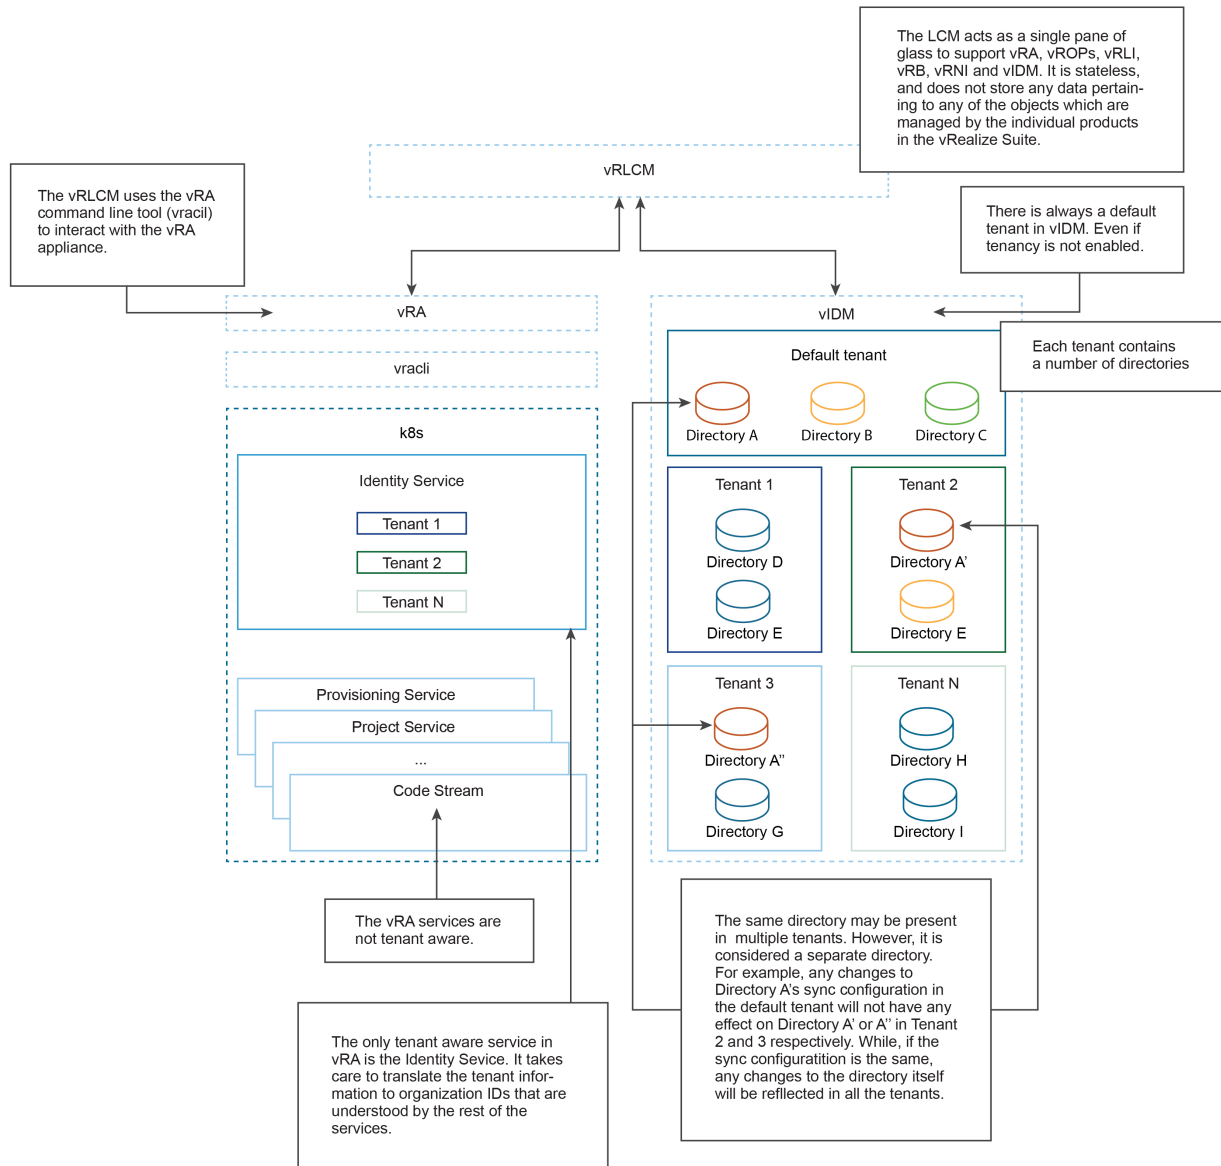 The LCM acts as a single pane of
glass to support vRA, vROPs, vRLI,
vRB, vRNI and vIDM. It is stateless,
and does not store any data pertain-
ing to any of the objects which are
managed by the individual products
in the vRealize Suite.
vRLCM
The vRLCM uses the vRA
command line tool (vracil)
to interact with the vRA
appliance.
There is always a default
tenant in vIDM. Even if
tenancy is not enabled.
vRA
vracli
k8s
Identity Service
Tenant 1
Tenant 2
Tenant N
Provisioning Service
Project Service
...
Code Stream
vIDM
Each tenant contains
a number of directories
Default tenant
Directory A
Directory B
Directory C
Tenant 1
Directory D
Directory E
Tenant 2
Directory A'
Directory E
Tenant 3
Directory A''
Directory G
Tenant N
Directory H
Directory I
The vRA services are
not tenant aware.
The only tenant aware service in
vRA is the Identity Sevice. It takes
care to translate the tenant infor-
mation to organization IDs that are
understood by the rest of the
services.
The same directory may be present
in  multiple tenants. However, it is
considered a separate directory.
For example, any changes to
Directory A's sync configuration in
the default tenant will not have any
effect on Directory A' or A'' in Tenant
2 and 3 respectively. While, if the
sync configuratition is the same,
any changes to the directory itself
will be refllected in all the tenants.